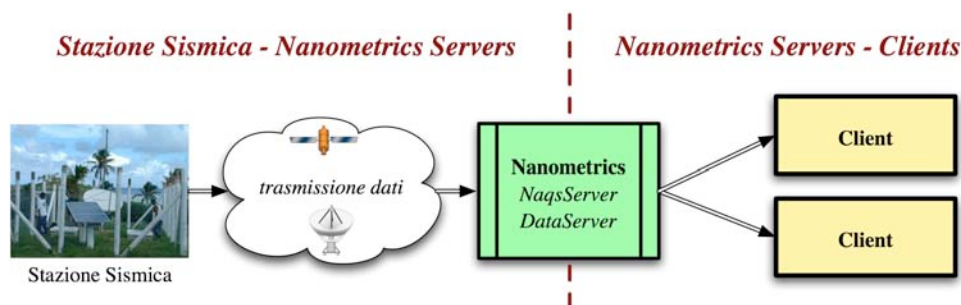 Stazione Sismica - Nanometrics Servers
Nanometrics Servers - Clients
trasmissione dati
Nanometrics
NaqsServer
DataServer
Client
Client
Stazione Sismica